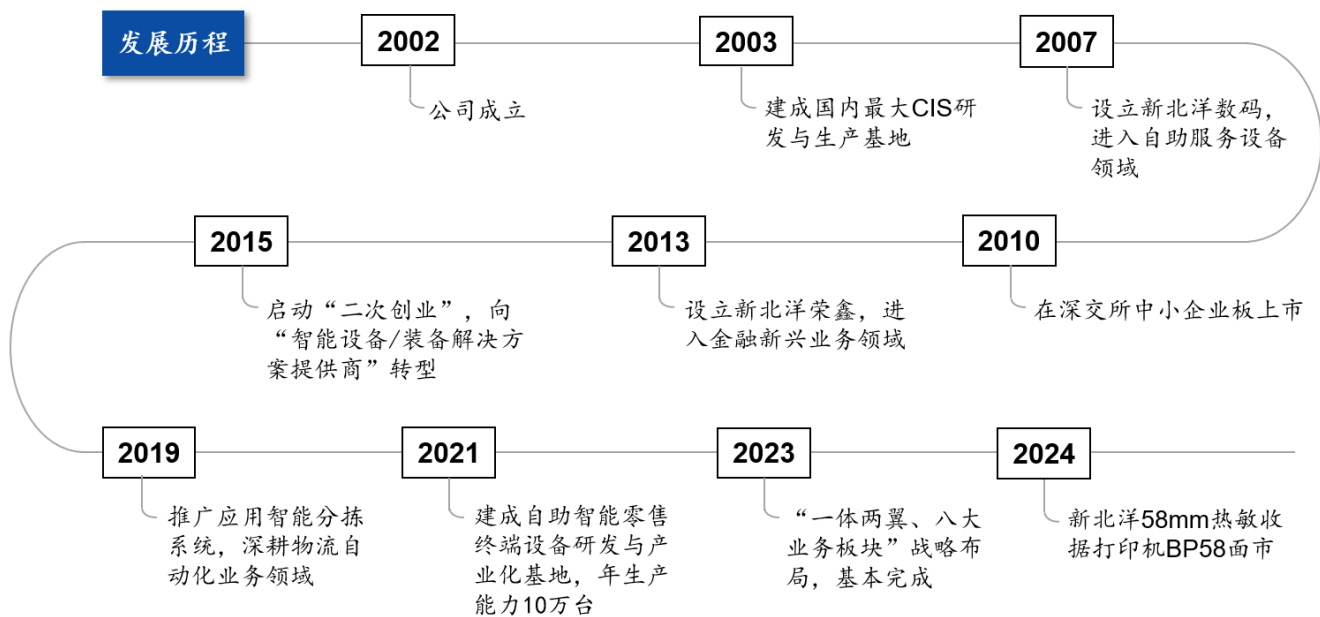 发展历程
2002
公司成立
2003
建成国内最大CIS研
发与生产基地
2007
设立新北洋数码，
进入自助服务设备
领域
2010
在深交所中小企业板上市
2013
设立新北洋荣鑫，进
入金融新兴业务领域
2015
启动“二次创业”，向
“智能设备/装备解决方
案提供商”转型
2019
推广应用智能分拣
系统，深耕物流自
动化业务领域
2021
建成自助智能零售
终端设备研发与产
业化基地，年生产
能力10万台
2023
“一体两翼、八大
业务板块”战略布
局，基本完成
2024
新北洋58mm热敏收
据打印机BP58面市